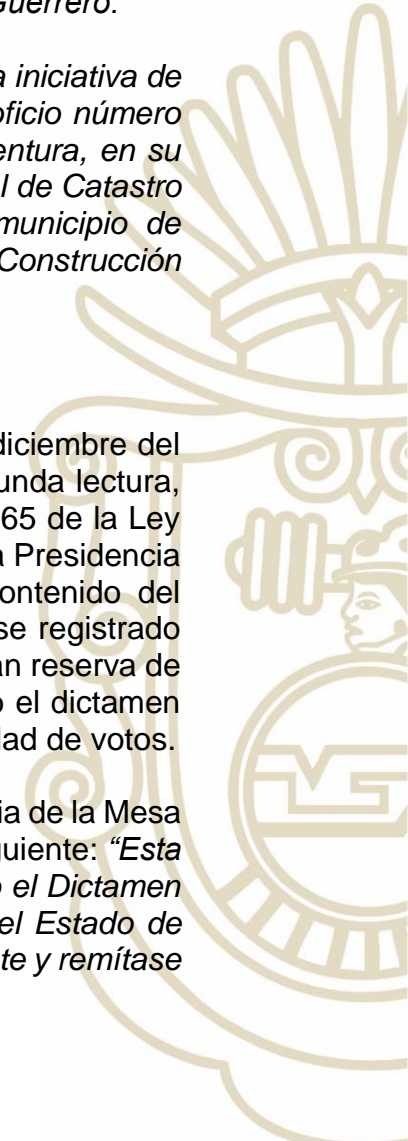 Guerrero.
a iniciativa de
oficio número
entura, en su
l de Catastro
municipio de
Construcción
diciembre del
unda lectura,
65 de la Ley
a Presidencia
ontenido del
se registrado
an reserva de
o el dictamen
dad de votos.
ia de la Mesa
guiente: “Esta
o el Dictamen
el Estado de
te y remítase